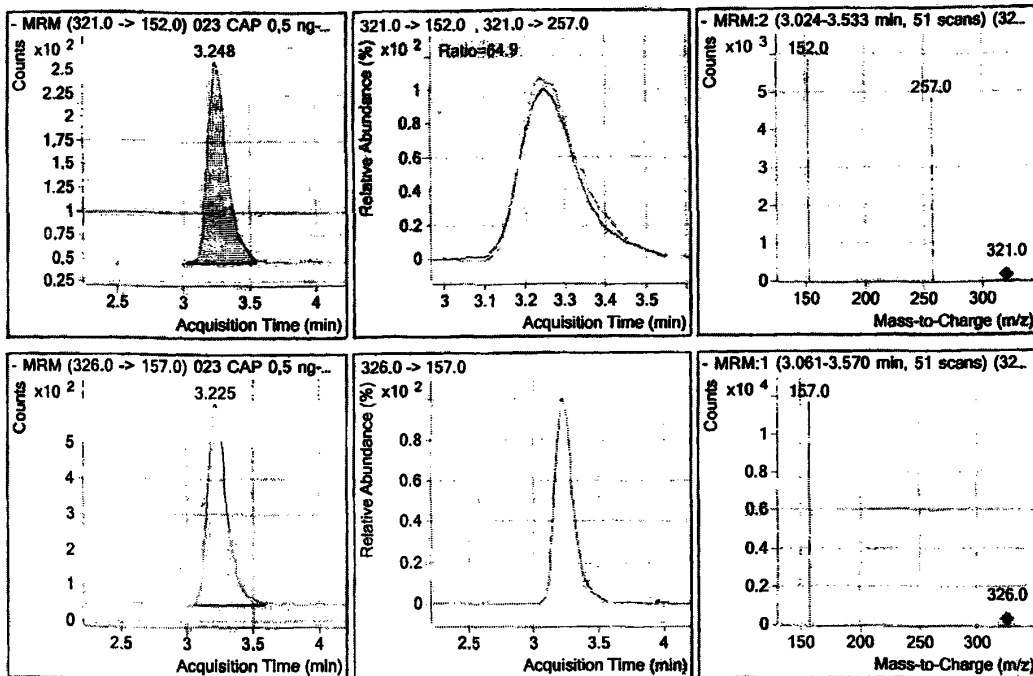 - MRM (321.0 -> 152.0) 023 CAP 0,5 ng-...
x10 2
3.248
Counts
2.5
2.25
2
1.75
1.5
1.25
1
0.75
0.5
0.25
2.5 3 3.5 4
Acquisition Time (min)
321.0 -> 152.0 , 321.0 -> 257.0
x10 2
Ratio=64.9
Relative Abundance (%)
1
0.8
0.6
0.4
0.2
0
3 3.1 3.2 3.3 3.4 3.5
Acquisition Time (min)
- MRM:2 (3.024-3.533 min, 51 scans) (32...
x10 3
152.0
257.0
321.0
Counts
5
4
3
2
1
0
150 200 250 300
Mass-to-Charge (m/z)
- MRM (326.0 -> 157.0) 023 CAP 0,5 ng-...
x10 2
3.225
Counts
5
4
3
2
1
0
2.5 3 3.5 4
Acquisition Time (min)
326.0 -> 157.0
x10 2
Relative Abundance (%)
1
0.8
0.6
0.4
0.2
0
2.5 3 3.5 4
Acquisition Time (min)
- MRM:1 (3.061-3.570 min, 51 scans) (32...
x10 4
157.0
326.0
Counts
1
0.8
0.6
0.4
0.2
0
150 200 250 300
Mass-to-Charge (m/z)